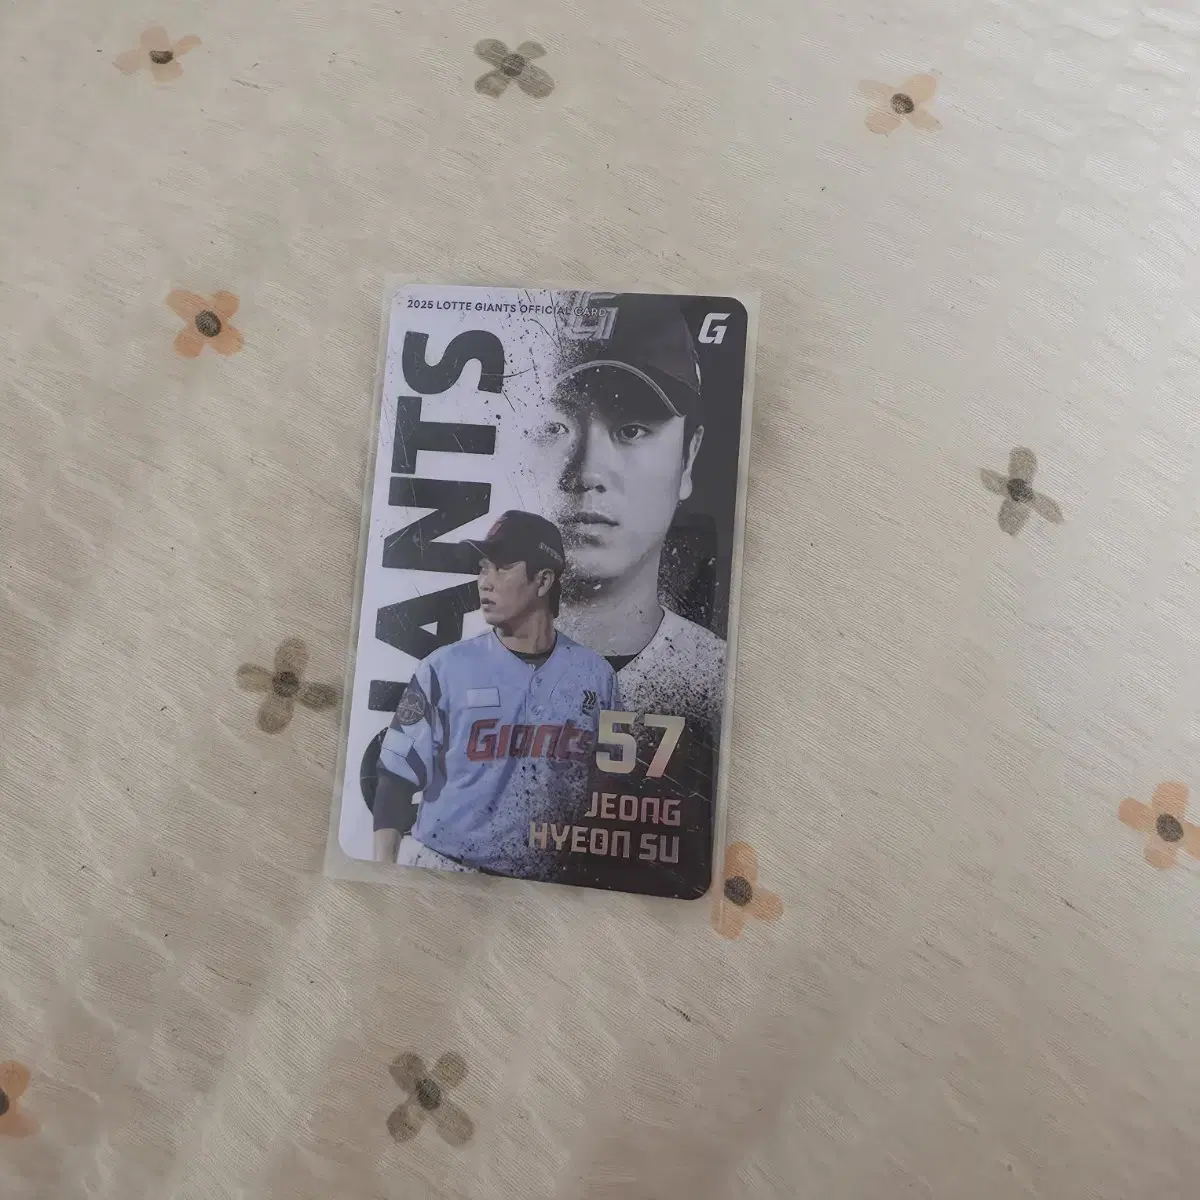 2025 LOTTE GIANTS OFFICIAL CARD
G
GIANTS
Giants
57
JEONG
HYEON SU